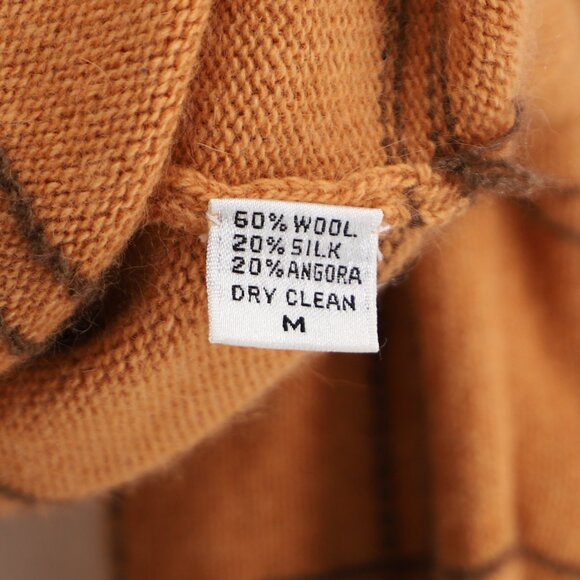 60% WOOL
20% SILK
20% ANGORA
DRY CLEAN
M